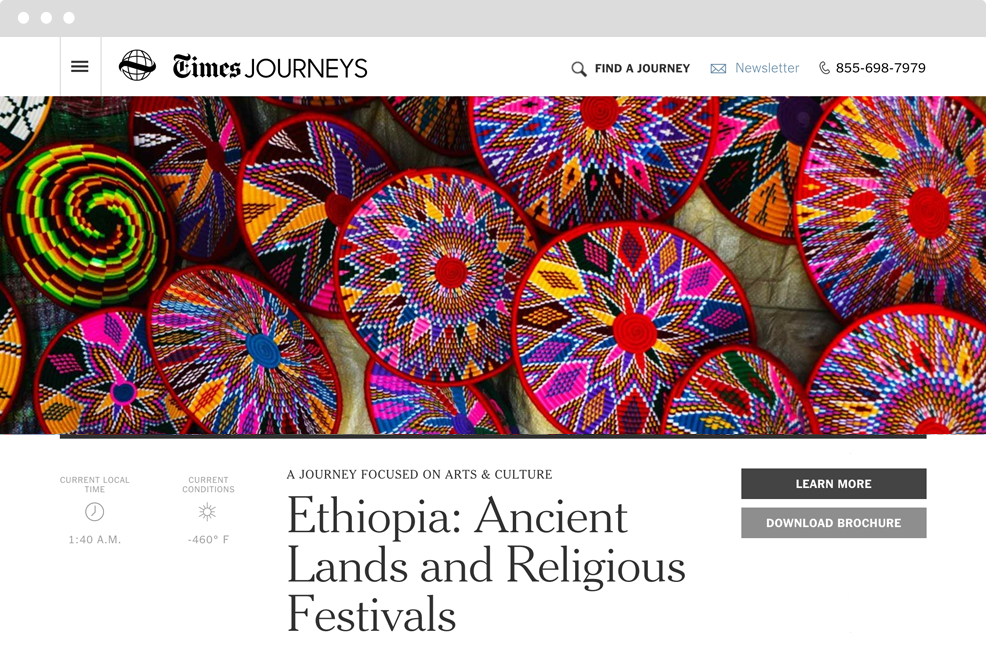 Times JOURNEYS
FIND A JOURNEY
Newsletter
855-698-7979
CURRENT LOCAL
TIME
1:40 A.M.
CURRENT
CONDITIONS
-460° F
A JOURNEY FOCUSED ON ARTS & CULTURE
Ethiopia: Ancient
Lands and Religious
Festivals
LEARN MORE
DOWNLOAD BROCHURE